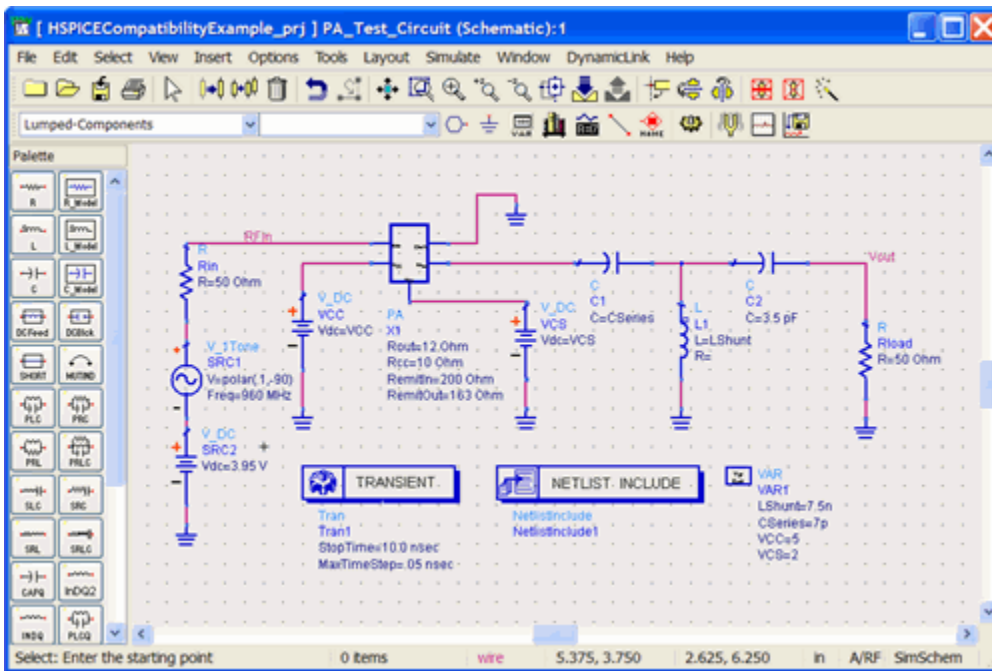 [ HSPICECompatibilityExample_prj ] PA_Test_Circuit (Schematic):1
File Edit Select View Insert Options Tools Layout Simulate Window DynamicLink Help
VAR
NAME
Lumped-Components
Palette
R R_Model
L L_Model
C C_Model
DCFeed DCBlck
SHORT MUTIND
PLC PRC
PRL PRLC
SLC SRC
SRL SRLC
CAPQ InDQ2
INDQ PLCQ
RFin
R
Rin
R=50 Ohm
V_1Tone
SRC1
V=polar(1,-90)
Freq=960 MHz
V_DC
SRC2
Vdc=3.95 V
V_DC
VCC
Vdc=VCC
PA
X1
Rout=12 Ohm
Rcc=10 Ohm
RemitIn=200 Ohm
RemitOut=163 Ohm
V_DC
VCS
Vdc=VCS
C
C1
C=CSeries
L
L1
L=LShunt
R=
C
C2
C=3.5 pF
Vout
R
Rload
R=50 Ohm
TRANSIENT
Tran
Tran1
StopTime=10.0 nsec
MaxTimeStep=.05 nsec
NETLIST INCLUDE
NetlistInclude
NetlistInclude1
VAR
VAR1
LShunt=7.5n
CSeries=7p
VCC=5
VCS=2
Select: Enter the starting point 0 items wire 5.375, 3.750 2.625, 6.250 in A/RF SimSchem